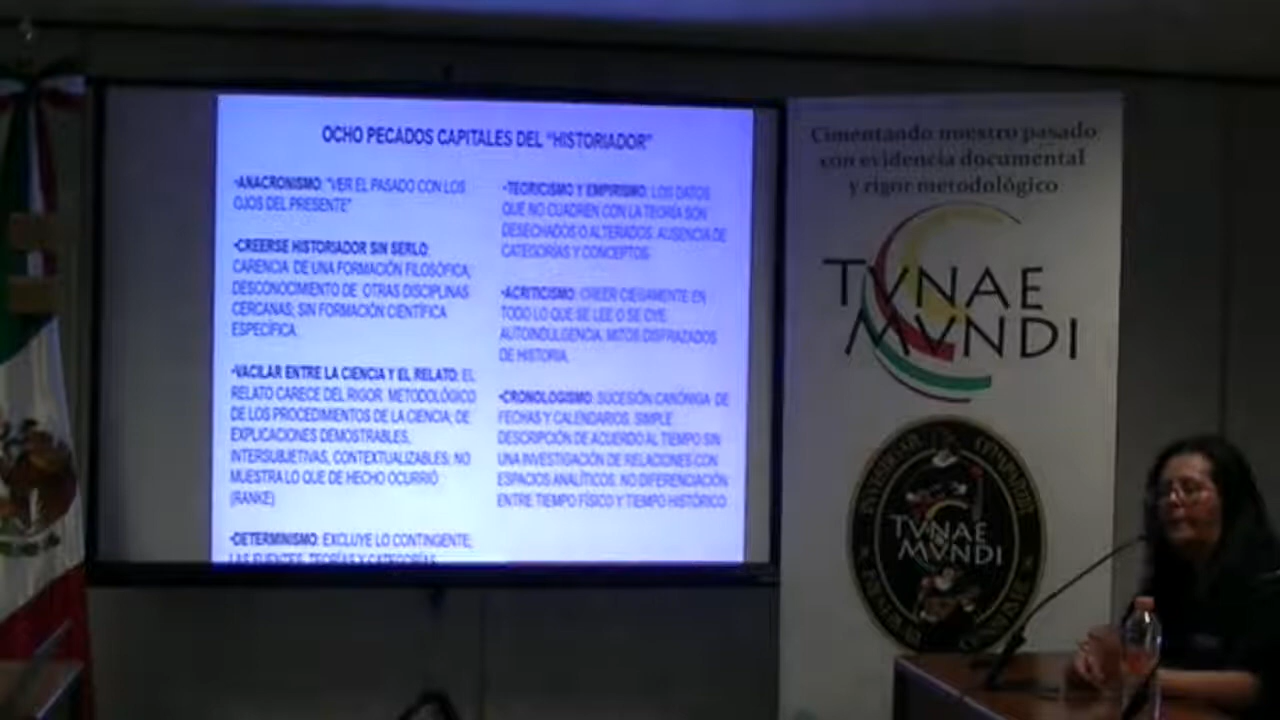 OCHO PECADOS CAPITALES DEL "HISTORIADOR"
•ANACRONISMO: "VER EL PASADO CON LOS
OJOS DEL PRESENTE"
•CREERSE HISTORIADOR SIN SERLO:
CARENCIA DE UNA FORMACIÓN FILOSÓFICA;
DESCONOCIMIENTO DE OTRAS DISCIPLINAS
CERCANAS; SIN FORMACIÓN CIENTÍFICA
ESPECÍFICA.
•VACILAR ENTRE LA CIENCIA Y EL RELATO: EL
RELATO CARECE DEL RIGOR METODOLÓGICO
DE LOS PROCEDIMIENTOS DE LA CIENCIA; DE
EXPLICACIONES DEMOSTRABLES,
INTERSUBJETIVAS, CONTEXTUALIZABLES; NO
MUESTRA LO QUE DE HECHO OCURRIÓ
(RANKE)
•DETERMINISMO: EXCLUYE LO CONTINGENTE;
LAS FUENTES, TEORÍAS Y CATEGORÍAS
•TEORICISMO Y EMPIRISMO: LOS DATOS
QUE NO CUADREN CON LA TEORÍA SON
DESECHADOS O ALTERADOS. AUSENCIA DE
CATEGORÍAS Y CONCEPTOS.
•ACRITICISMO: CREER CIEGAMENTE EN
TODO LO QUE SE LEE O SE OYE.
AUTOINDULGENCIA. MITOS DISFRAZADOS
DE HISTORIA.
•CRONOLOGISMO: SUCESIÓN CANÓNICA DE
FECHAS Y CALENDARIOS. SIMPLE
DESCRIPCIÓN DE ACUERDO AL TIEMPO SIN
UNA INVESTIGACIÓN DE RELACIONES CON
ESPACIOS ANALÍTICOS. NO DIFERENCIACIÓN
ENTRE TIEMPO FÍSICO Y TIEMPO HISTÓRICO
Cimentando nuestro pasado
con evidencia documental
y rigor metodológico
TVNAE
MVNDI
TVNAE
MVNDI